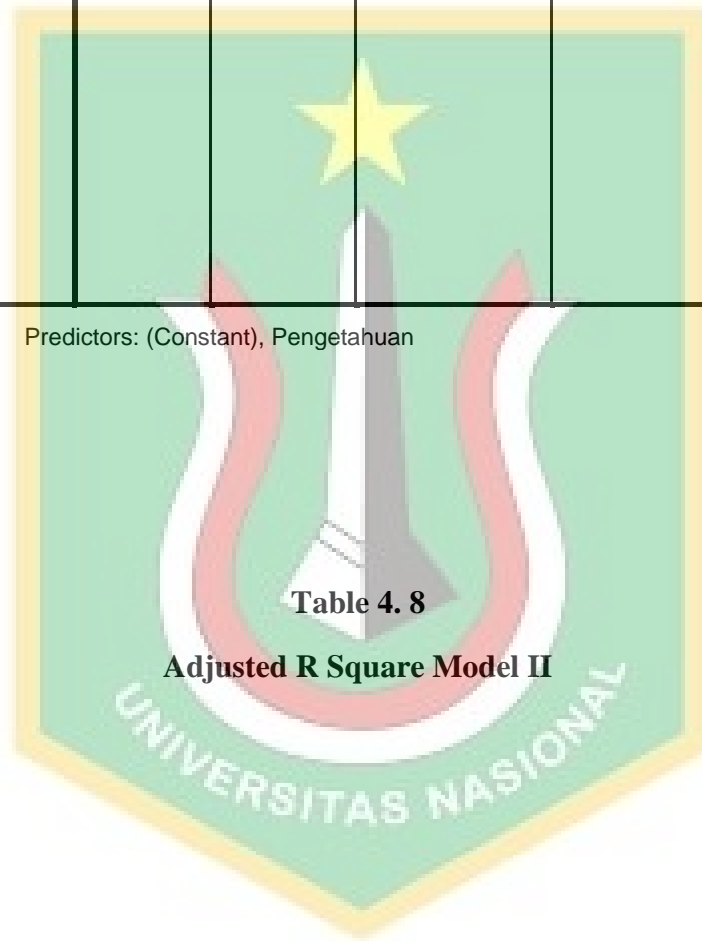 Predictors: (Constant), Pengetahuan
Table 4. 8
Adjusted R Square Model II
UNIVERSITAS NASIONAL